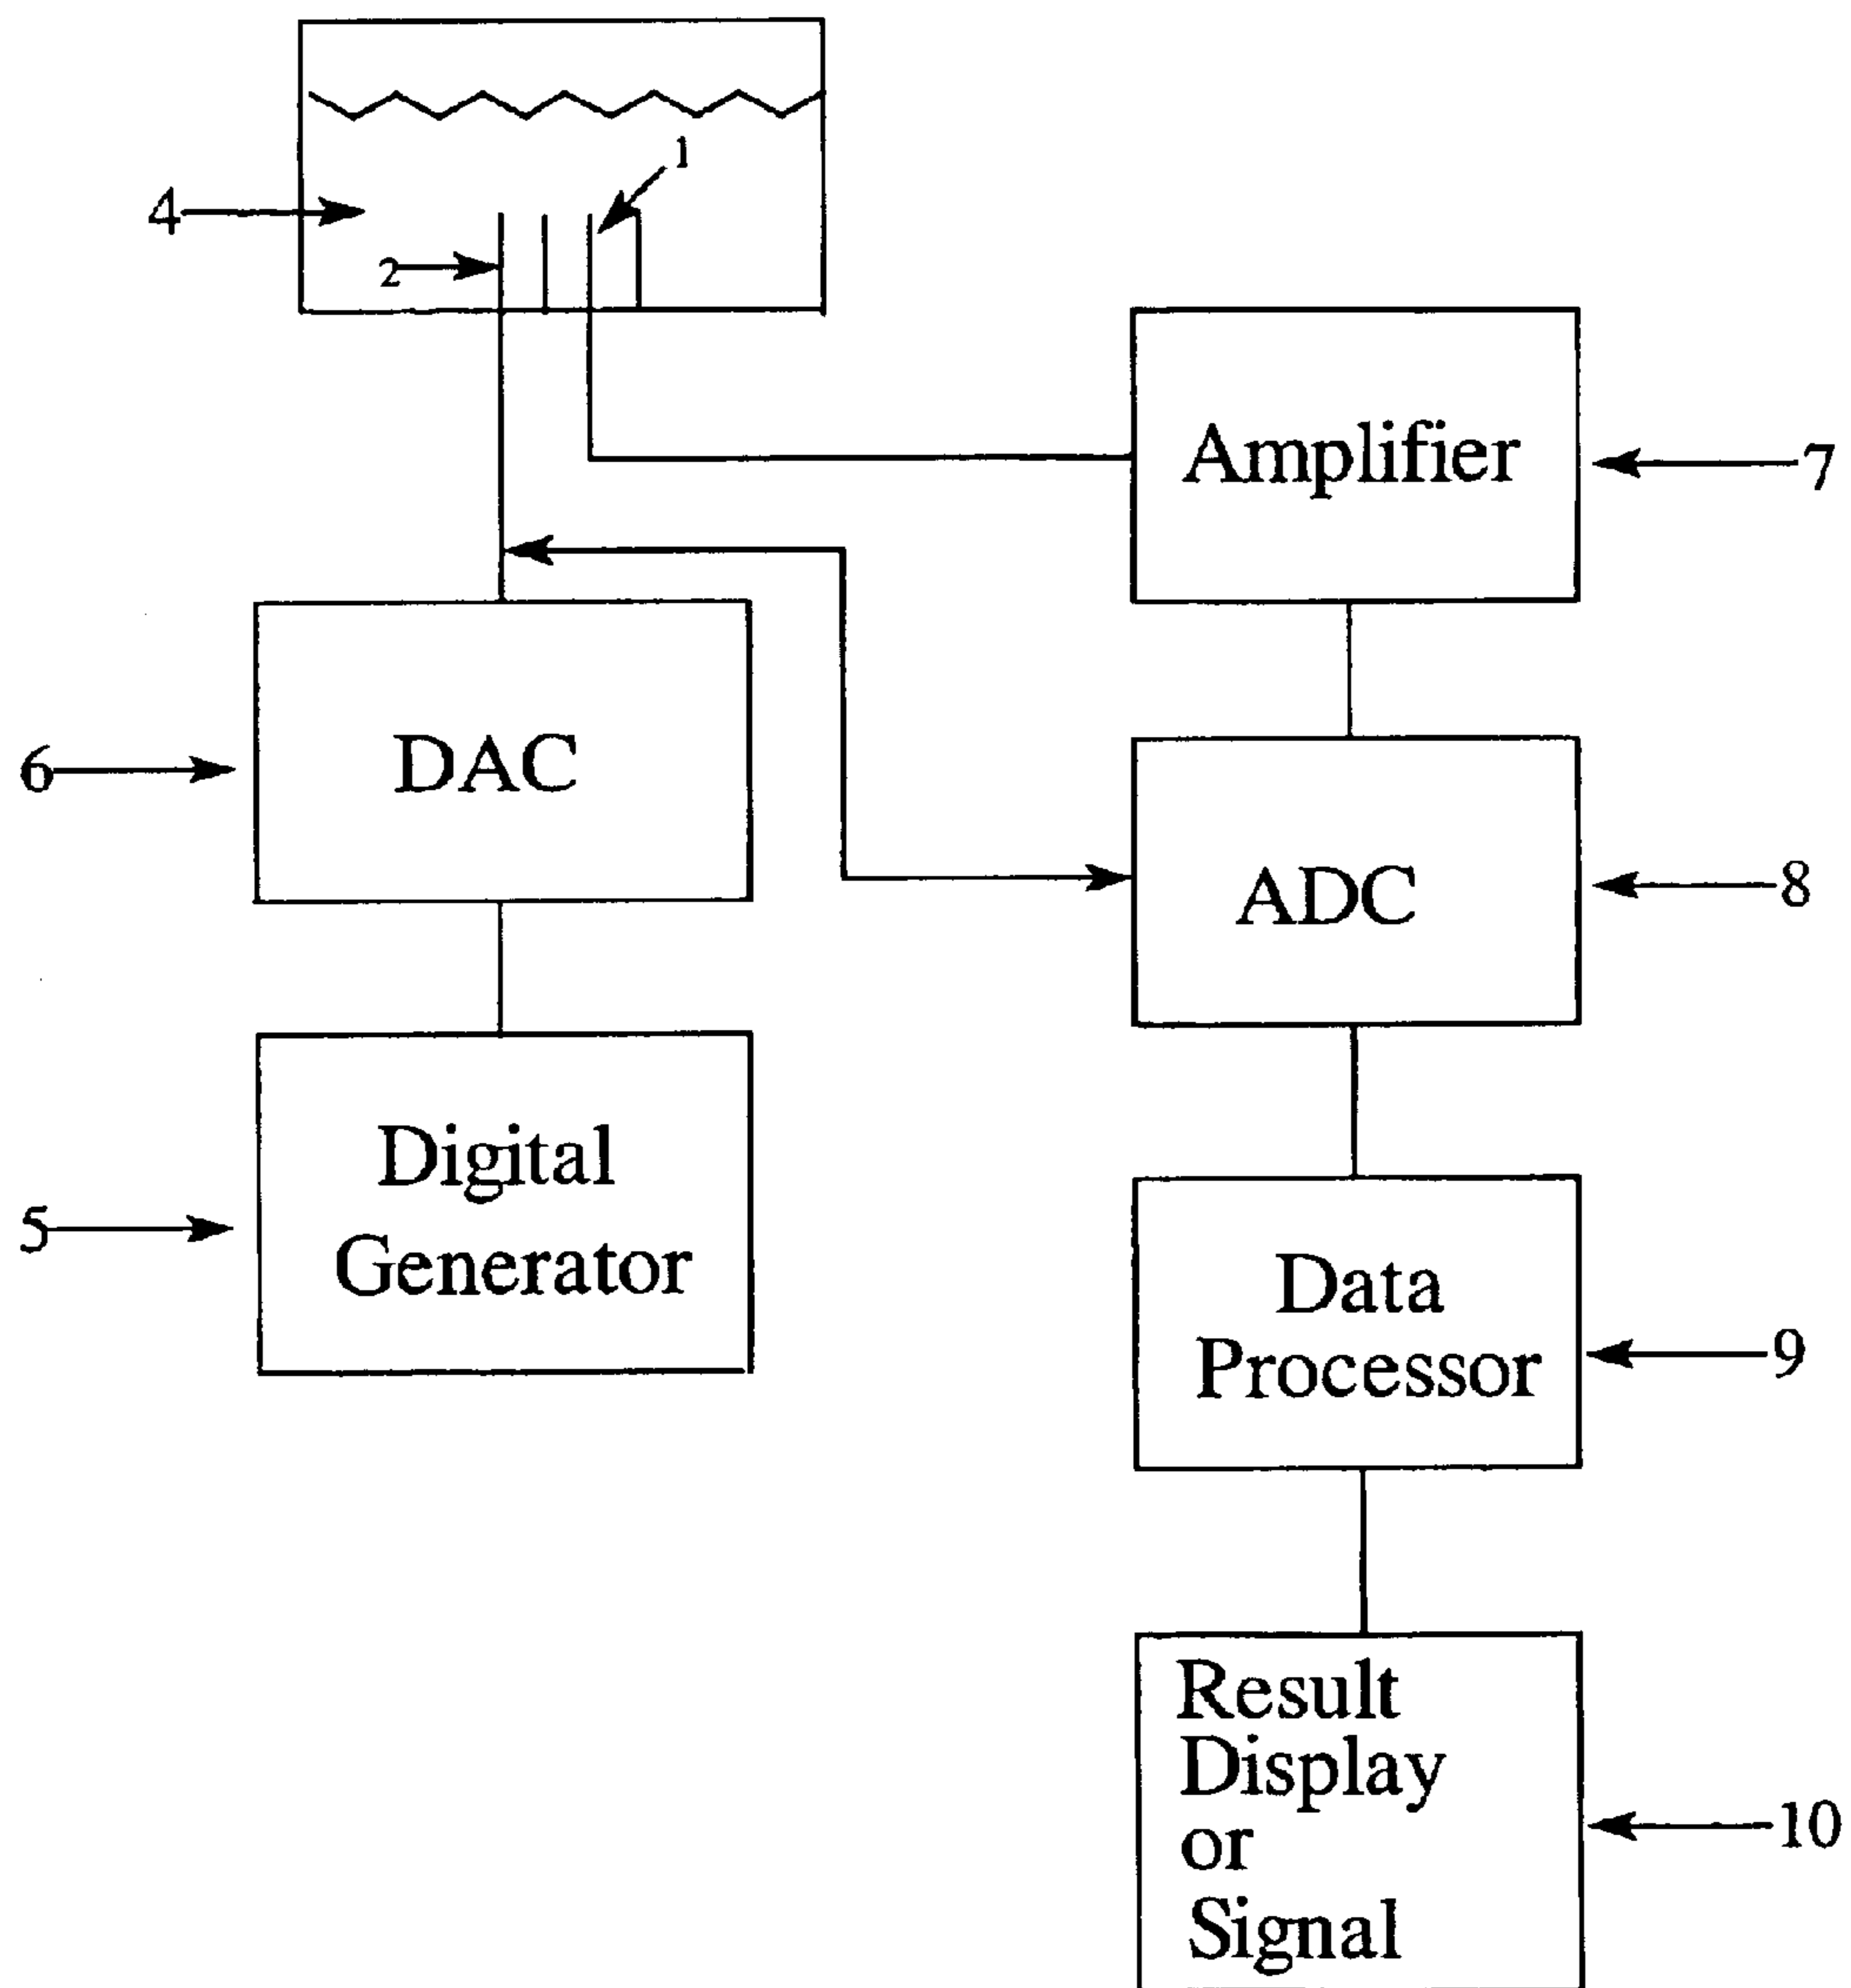 1
4
2
Amplifier
7
DAC
6
ADC
8
Digital
Generator
5
Data
Processor
9
Result
Display
or
Signal
10